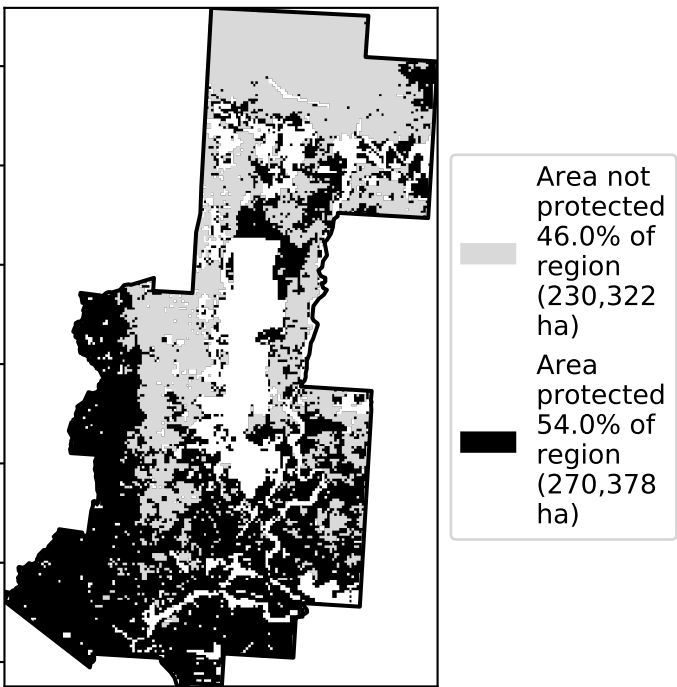 Area not
protected
46.0% of
region
(230,322
ha)
Area
protected
54.0% of
region
(270,378
ha)